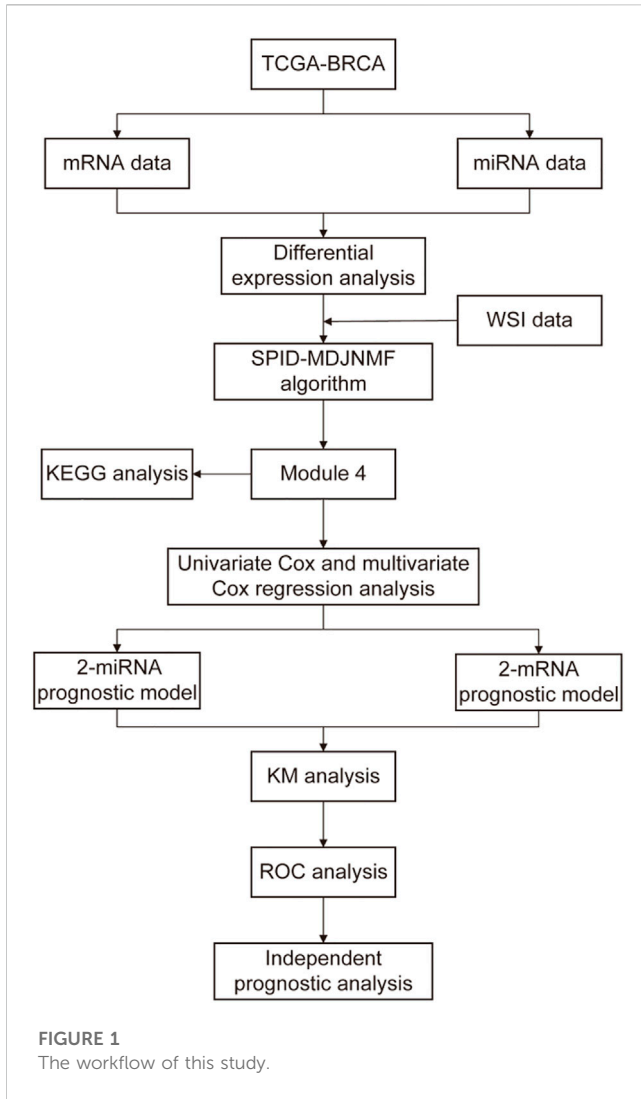 TCGA-BRCA
mRNA data
miRNA data
Differential
expression analysis
WSI data
SPID-MDJNMF
algorithm
KEGG analysis
Module 4
Univariate Cox and multivariate
Cox regression analysis
2-miRNA
prognostic model
2-mRNA
prognostic model
KM analysis
ROC analysis
Independent
prognostic analysis
FIGURE 1
The workflow of this study.